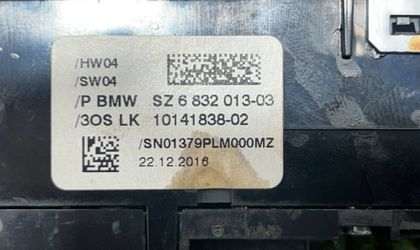 /HW04
/SW04
/P BMW SZ 6 832 013-03
/3OS LK 10141838-02
/SN01379PLM000MZ
22.12.2016